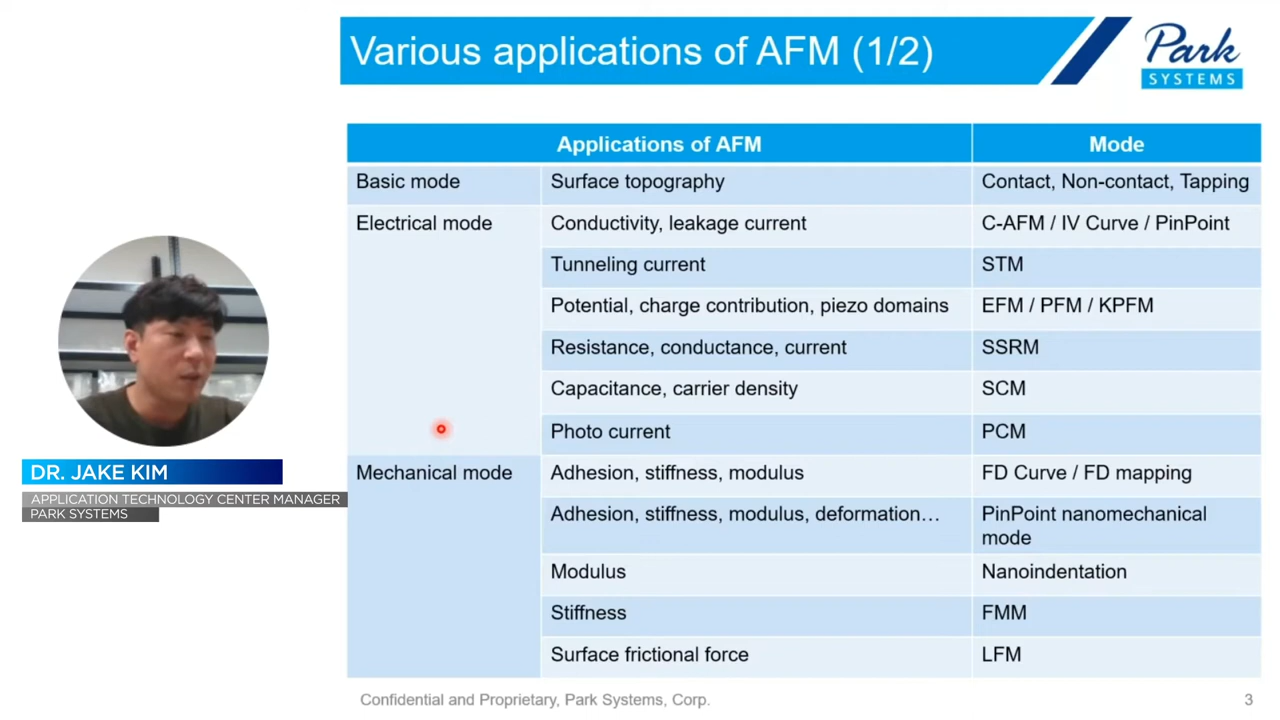 Various applications of AFM (1/2)
Park
SYSTEMS
Applications of AFM Mode
Basic mode Surface topography Contact, Non-contact, Tapping
Electrical mode Conductivity, leakage current C-AFM / IV Curve / PinPoint
Tunneling current STM
Potential, charge contribution, piezo domains EFM / PFM / KPFM
Resistance, conductance, current SSRM
Capacitance, carrier density SCM
Photo current PCM
Mechanical mode Adhesion, stiffness, modulus FD Curve / FD mapping
Adhesion, stiffness, modulus, deformation… PinPoint nanomechanical
mode
Modulus Nanoindentation
Stiffness FMM
Surface frictional force LFM
DR. JAKE KIM
APPLICATION TECHNOLOGY CENTER MANAGER
PARK SYSTEMS
Confidential and Proprietary, Park Systems, Corp. 3